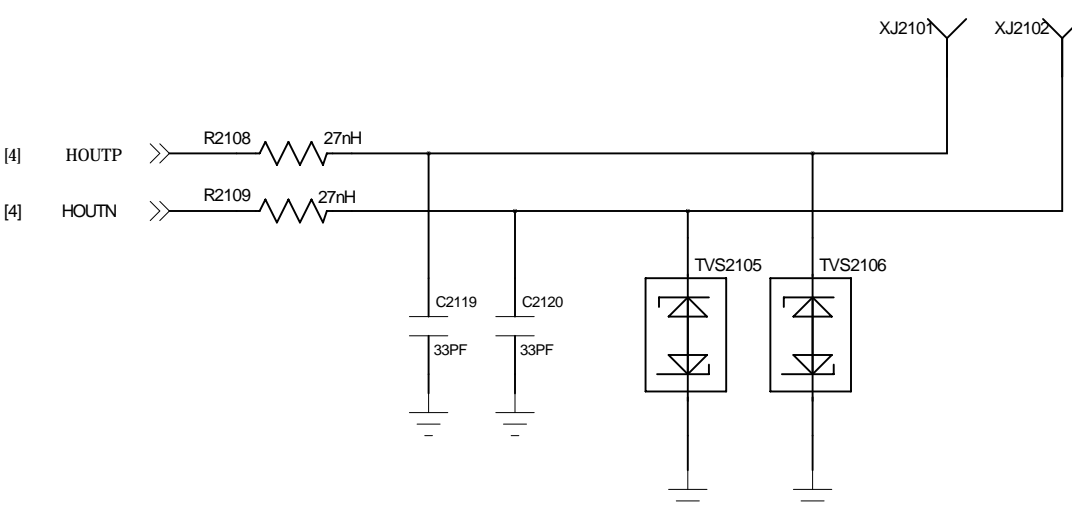 XJ2101 XJ2102
[4] HOUTP R2108 27nH
[4] HOUTN R2109 27nH
TVS2105 TVS2106
C2119 C2120
33PF 33PF